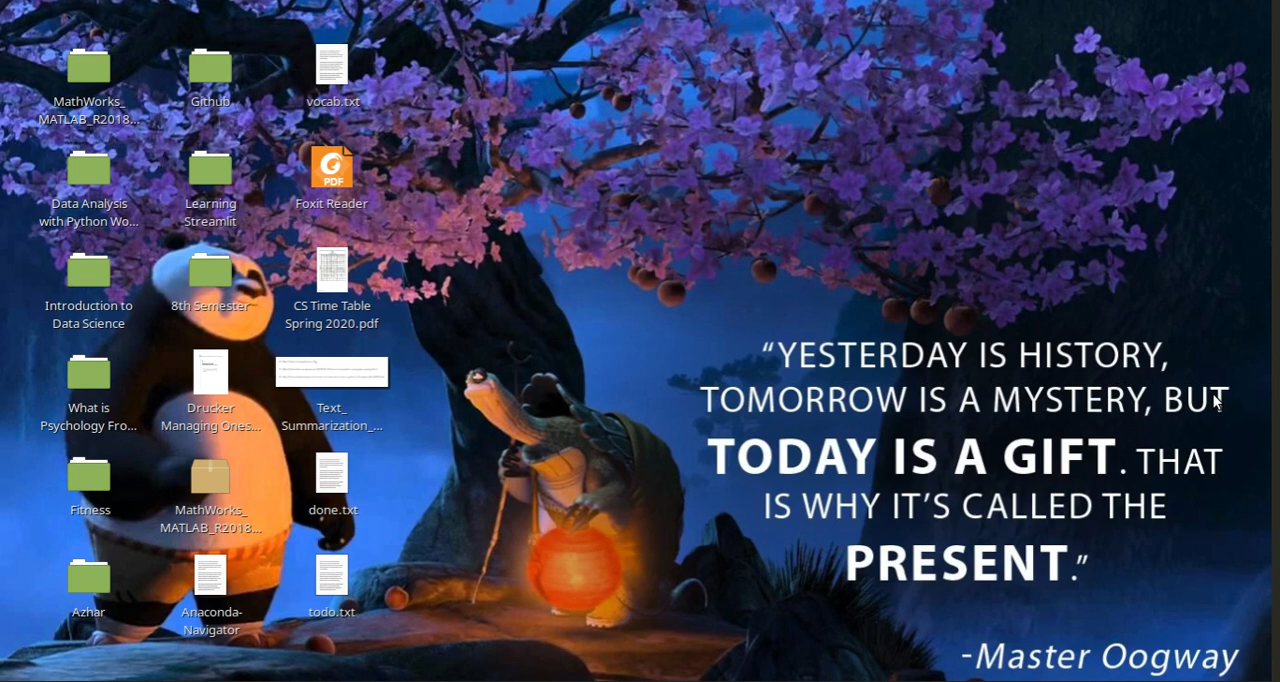 MathWorks_
MATLAB_R2018...
Github
vocab.txt
Data Analysis
with Python Wo...
Learning
Streamlit
PDF
Foxit Reader
Introduction to
Data Science
8th Semester
CS Time Table
Spring 2020.pdf
What is
Psychology Fro...
Drucker
Managing Ones...
Text_
Summarization_...
Fitness
MathWorks_
MATLAB_R2018...
done.txt
Azhar
Anaconda-
Navigator
todo.txt
“YESTERDAY IS HISTORY,
TOMORROW IS A MYSTERY, BUT
TODAY IS A GIFT. THAT
IS WHY IT’S CALLED THE
PRESENT.”
-Master Oogway